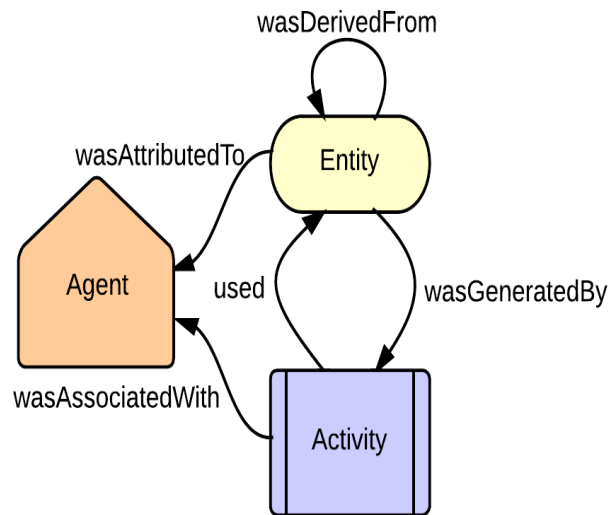 wasDerivedFrom
wasAttributedTo
Entity
Agent
used
wasGeneratedBy
wasAssociatedWith
Activity